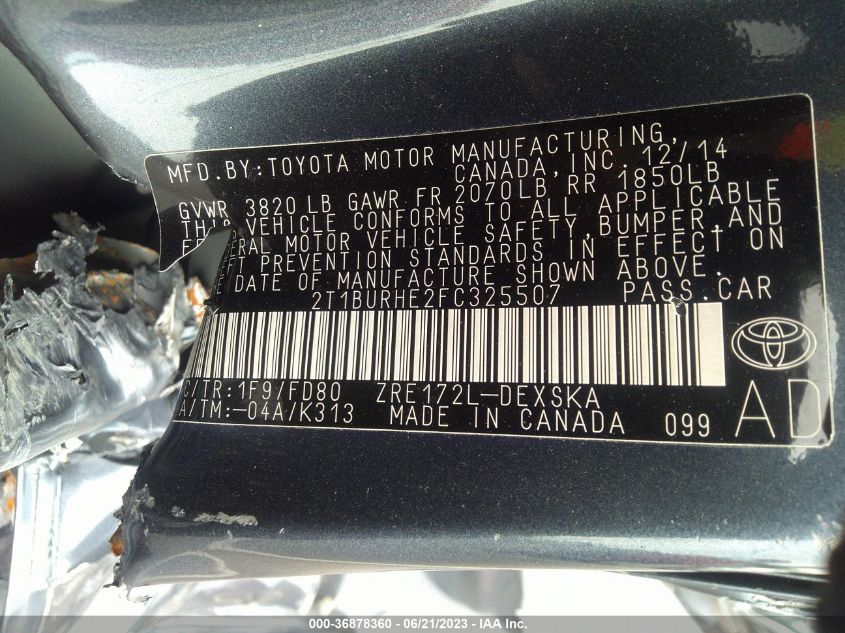 MFD.BY:TOYOTA MOTOR MANUFACTURING,
CANADA,INC. 12/14
GVWR 3820LB GAWR FR 2070LB RR 1850LB
VEHICLE CONFORMS TO ALL APPLICABLE
MOTOR VEHICLE SAFETY,BUMPER,AND
PREVENTION STANDARDS IN EFFECT ON
DATE OF MANUFACTURE SHOWN ABOVE.
2T1BURHE2FC325507 PASS.CAR
C/TR:1F9/FD80 ZRE172L-DEXSKA
A/TM:-04A/K313 MADE IN CANADA 099 AD
000-36878360 - 06/21/2023 - IAA Inc.